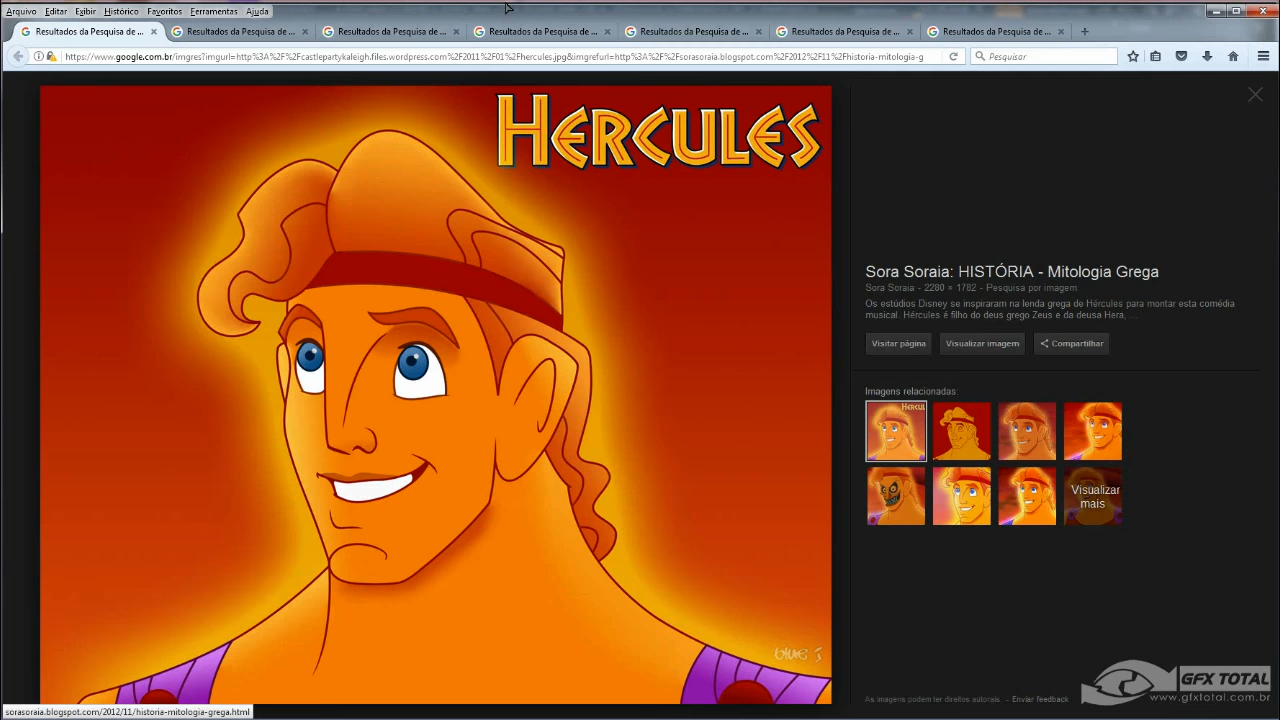 Arquivo Editar Exibir Histórico Favoritos Ferramentas Ajuda
Resultados da Pesquisa de ... Resultados da Pesquisa de ... Resultados da Pesquisa de ... Resultados da Pesquisa de ... Resultados da Pesquisa de ... Resultados da Pesquisa de ... Resultados da Pesquisa de ...
https://www.google.com.br/imgres?imgurl=http%3A%2F%2Fcastlepartykaleigh.files.wordpress.com%2F2011%2F01%2Fhercules.jpg&imgrefurl=http%3A%2F%2Fsorasoraia.blogspot.com%2F2012%2F11%2Fhistoria-mitologia-g
Pesquisar
HERCULES
Sora Soraia: HISTÓRIA - Mitologia Grega
Sora Soraia - 2280 × 1782 - Pesquisa por imagem
Os estúdios Disney se inspiraram na lenda grega de Hércules para montar esta comédia
musical. Hércules é filho do deus grego Zeus e da deusa Hera, ...
Visitar página Visualizar imagem Compartilhar
Imagens relacionadas:
HERCUL
Visualizar
mais
blue j
GFX TOTAL
www.gfxtotal.com.br
As imagens podem ter direitos autorais. - Enviar feedback
sorasoraia.blogspot.com/2012/11/historia-mitologia-grega.html